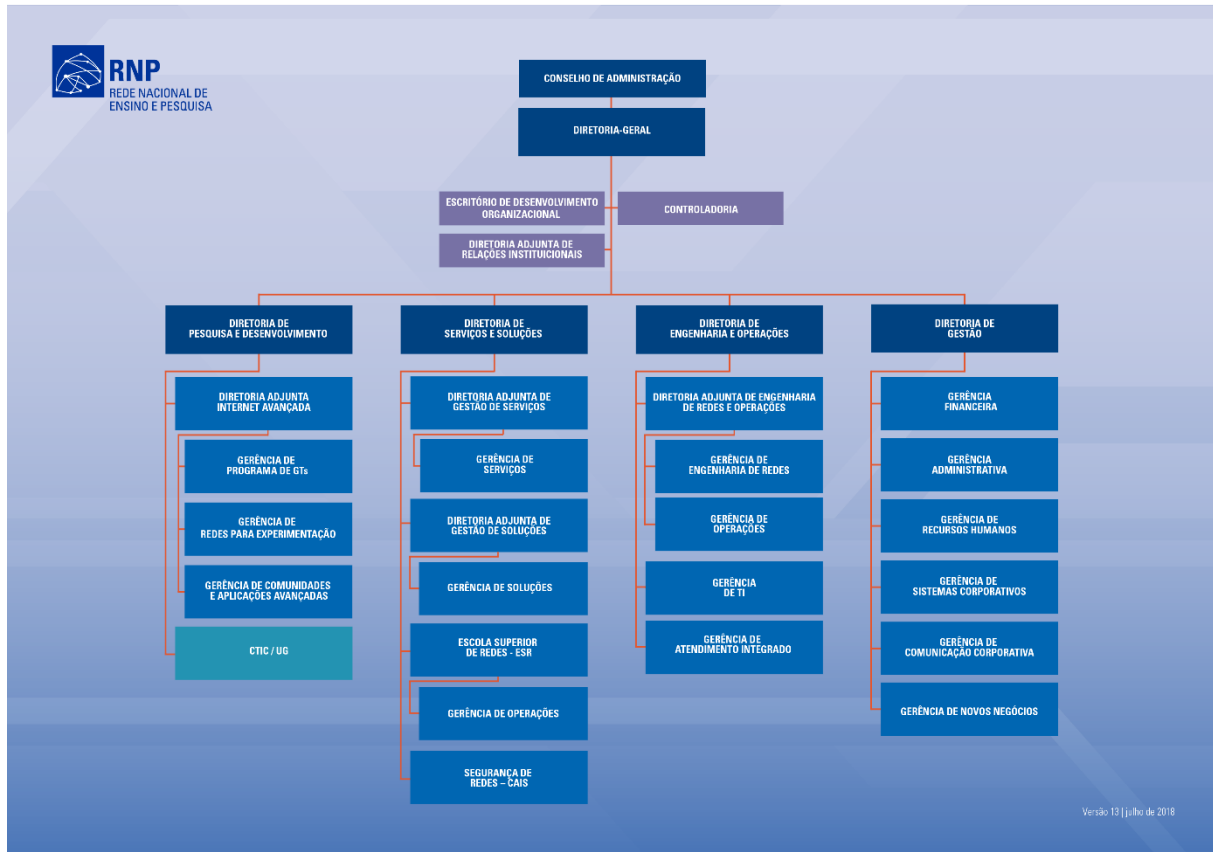 RNP
REDE NACIONAL DE
ENSINO E PESQUISA
CONSELHO DE ADMINISTRAÇÃO
DIRETORIA-GERAL
ESCRITÓRIO DE DESENVOLVIMENTO
ORGANIZACIONAL
CONTROLADORIA
DIRETORIA ADJUNTA DE
RELAÇÕES INSTITUICIONAIS
DIRETORIA DE
PESQUISA E DESENVOLVIMENTO
DIRETORIA ADJUNTA
INTERNET AVANÇADA
GERÊNCIA DE
PROGRAMA DE GTs
GERÊNCIA DE
REDES PARA EXPERIMENTAÇÃO
GERÊNCIA DE COMUNIDADES
E APLICAÇÕES AVANÇADAS
CTIC / UG
DIRETORIA DE
SERVIÇOS E SOLUÇÕES
DIRETORIA ADJUNTA DE
GESTÃO DE SERVIÇOS
GERÊNCIA DE
SERVIÇOS
DIRETORIA ADJUNTA DE
GESTÃO DE SOLUÇÕES
GERÊNCIA DE SOLUÇÕES
ESCOLA SUPERIOR
DE REDES - ESR
GERÊNCIA DE OPERAÇÕES
SEGURANÇA DE
REDES – CAIS
DIRETORIA DE
ENGENHARIA E OPERAÇÕES
DIRETORIA ADJUNTA DE ENGENHARIA
DE REDES E OPERAÇÕES
GERÊNCIA DE
ENGENHARIA DE REDES
GERÊNCIA DE
OPERAÇÕES
GERÊNCIA
DE TI
GERÊNCIA DE
ATENDIMENTO INTEGRADO
DIRETORIA DE
GESTÃO
GERÊNCIA
FINANCEIRA
GERÊNCIA
ADMINISTRATIVA
GERÊNCIA DE
RECURSOS HUMANOS
GERÊNCIA DE
SISTEMAS CORPORATIVOS
GERÊNCIA DE
COMUNICAÇÃO CORPORATIVA
GERÊNCIA DE NOVOS NEGÓCIOS
Versão 13 | julho de 2018